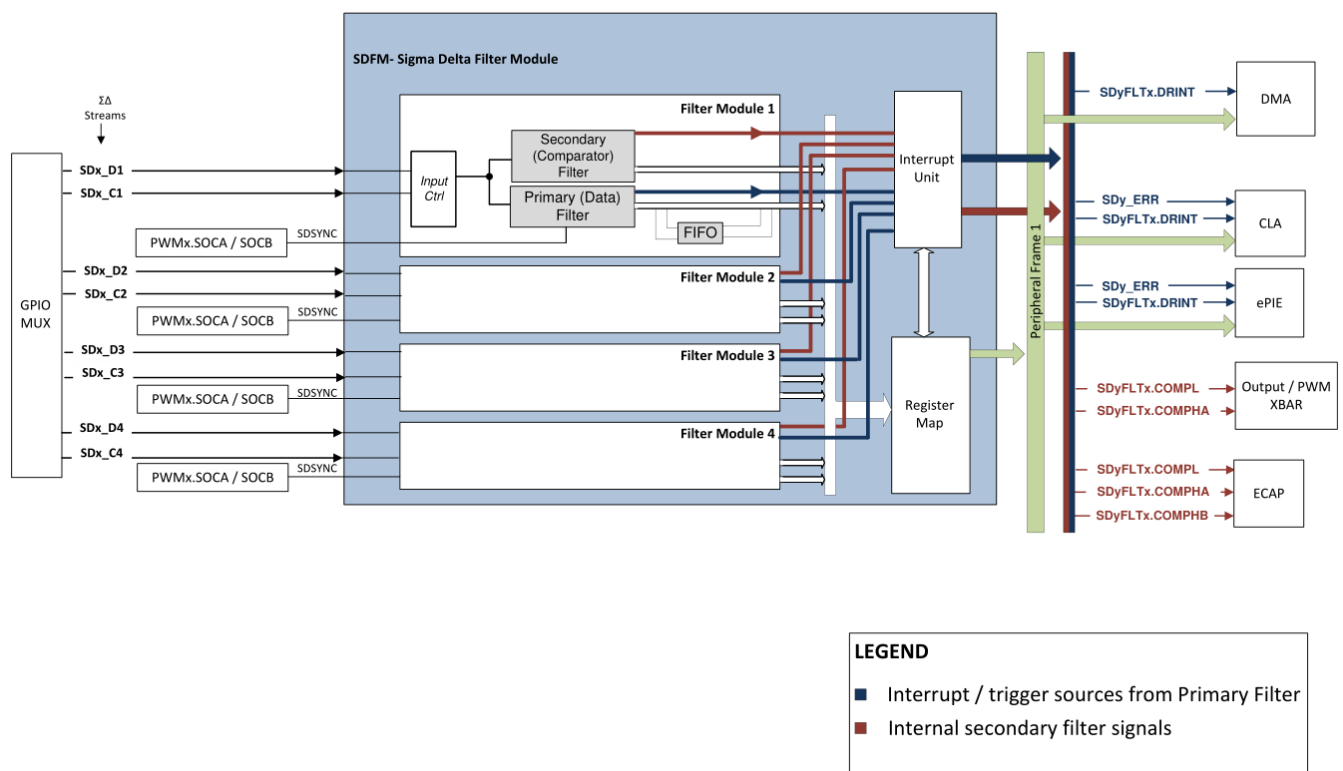 SDFM- Sigma Delta Filter Module
ΣΔ
Streams
GPIO
MUX
SDx_D1
SDx_C1
PWMx.SOCA / SOCB
SDSYNC
SDx_D2
SDx_C2
PWMx.SOCA / SOCB
SDSYNC
SDx_D3
SDx_C3
PWMx.SOCA / SOCB
SDSYNC
SDx_D4
SDx_C4
PWMx.SOCA / SOCB
SDSYNC
Filter Module 1
Input
Ctrl
Secondary
(Comparator)
Filter
Primary (Data)
Filter
FIFO
Filter Module 2
Filter Module 3
Filter Module 4
Interrupt
Unit
Register
Map
Peripheral Frame 1
SDyFLTx.DRINT
DMA
SDy_ERR
SDyFLTx.DRINT
CLA
SDy_ERR
SDyFLTx.DRINT
ePIE
SDyFLTx.COMPL
SDyFLTx.COMPHA
Output / PWM
XBAR
SDyFLTx.COMPL
SDyFLTx.COMPHA
SDyFLTx.COMPHB
ECAP
LEGEND
Interrupt / trigger sources from Primary Filter
Internal secondary filter signals